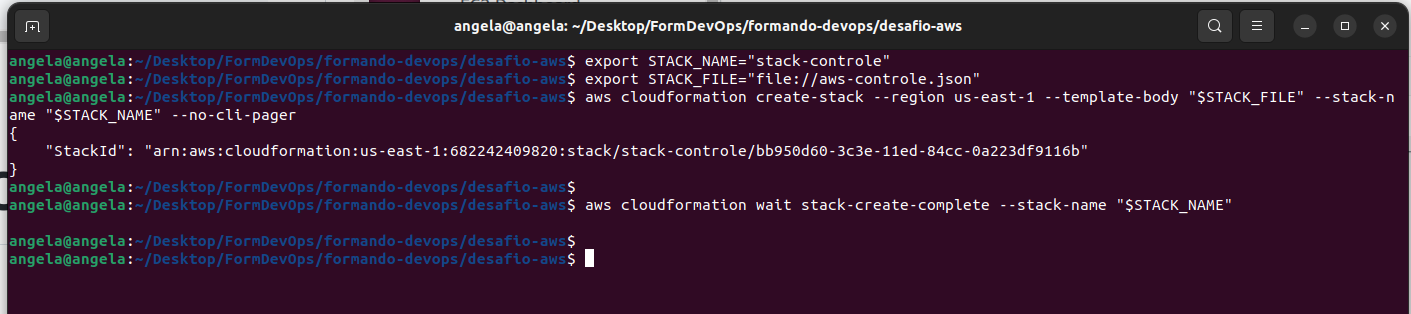 angela@angela: ~/Desktop/FormDevOps/formando-devops/desafio-aws
angela@angela:~/Desktop/FormDevOps/formando-devops/desafio-aws$ export STACK_NAME="stack-controle"
angela@angela:~/Desktop/FormDevOps/formando-devops/desafio-aws$ export STACK_FILE="file://aws-controle.json"
angela@angela:~/Desktop/FormDevOps/formando-devops/desafio-aws$ aws cloudformation create-stack --region us-east-1 --template-body "$STACK_FILE" --stack-n
ame "$STACK_NAME" --no-cli-pager
{
    "StackId": "arn:aws:cloudformation:us-east-1:682242409820:stack/stack-controle/bb950d60-3c3e-11ed-84cc-0a223df9116b"
}
angela@angela:~/Desktop/FormDevOps/formando-devops/desafio-aws$
angela@angela:~/Desktop/FormDevOps/formando-devops/desafio-aws$ aws cloudformation wait stack-create-complete --stack-name "$STACK_NAME"
angela@angela:~/Desktop/FormDevOps/formando-devops/desafio-aws$
angela@angela:~/Desktop/FormDevOps/formando-devops/desafio-aws$